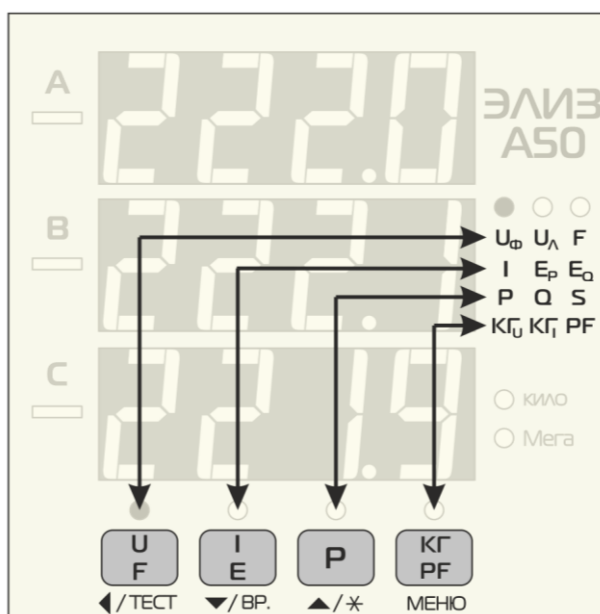 A
222.0
ЭЛИЗ
A50
B
222.1
UФ UЛ F
I EP EQ
P Q S
КГU КГI PF
C
221.9
кило
Мега
U
F
I
E
P
КГ
PF
◀/ТЕСТ ▼/ВР. ▲/* МЕНЮ